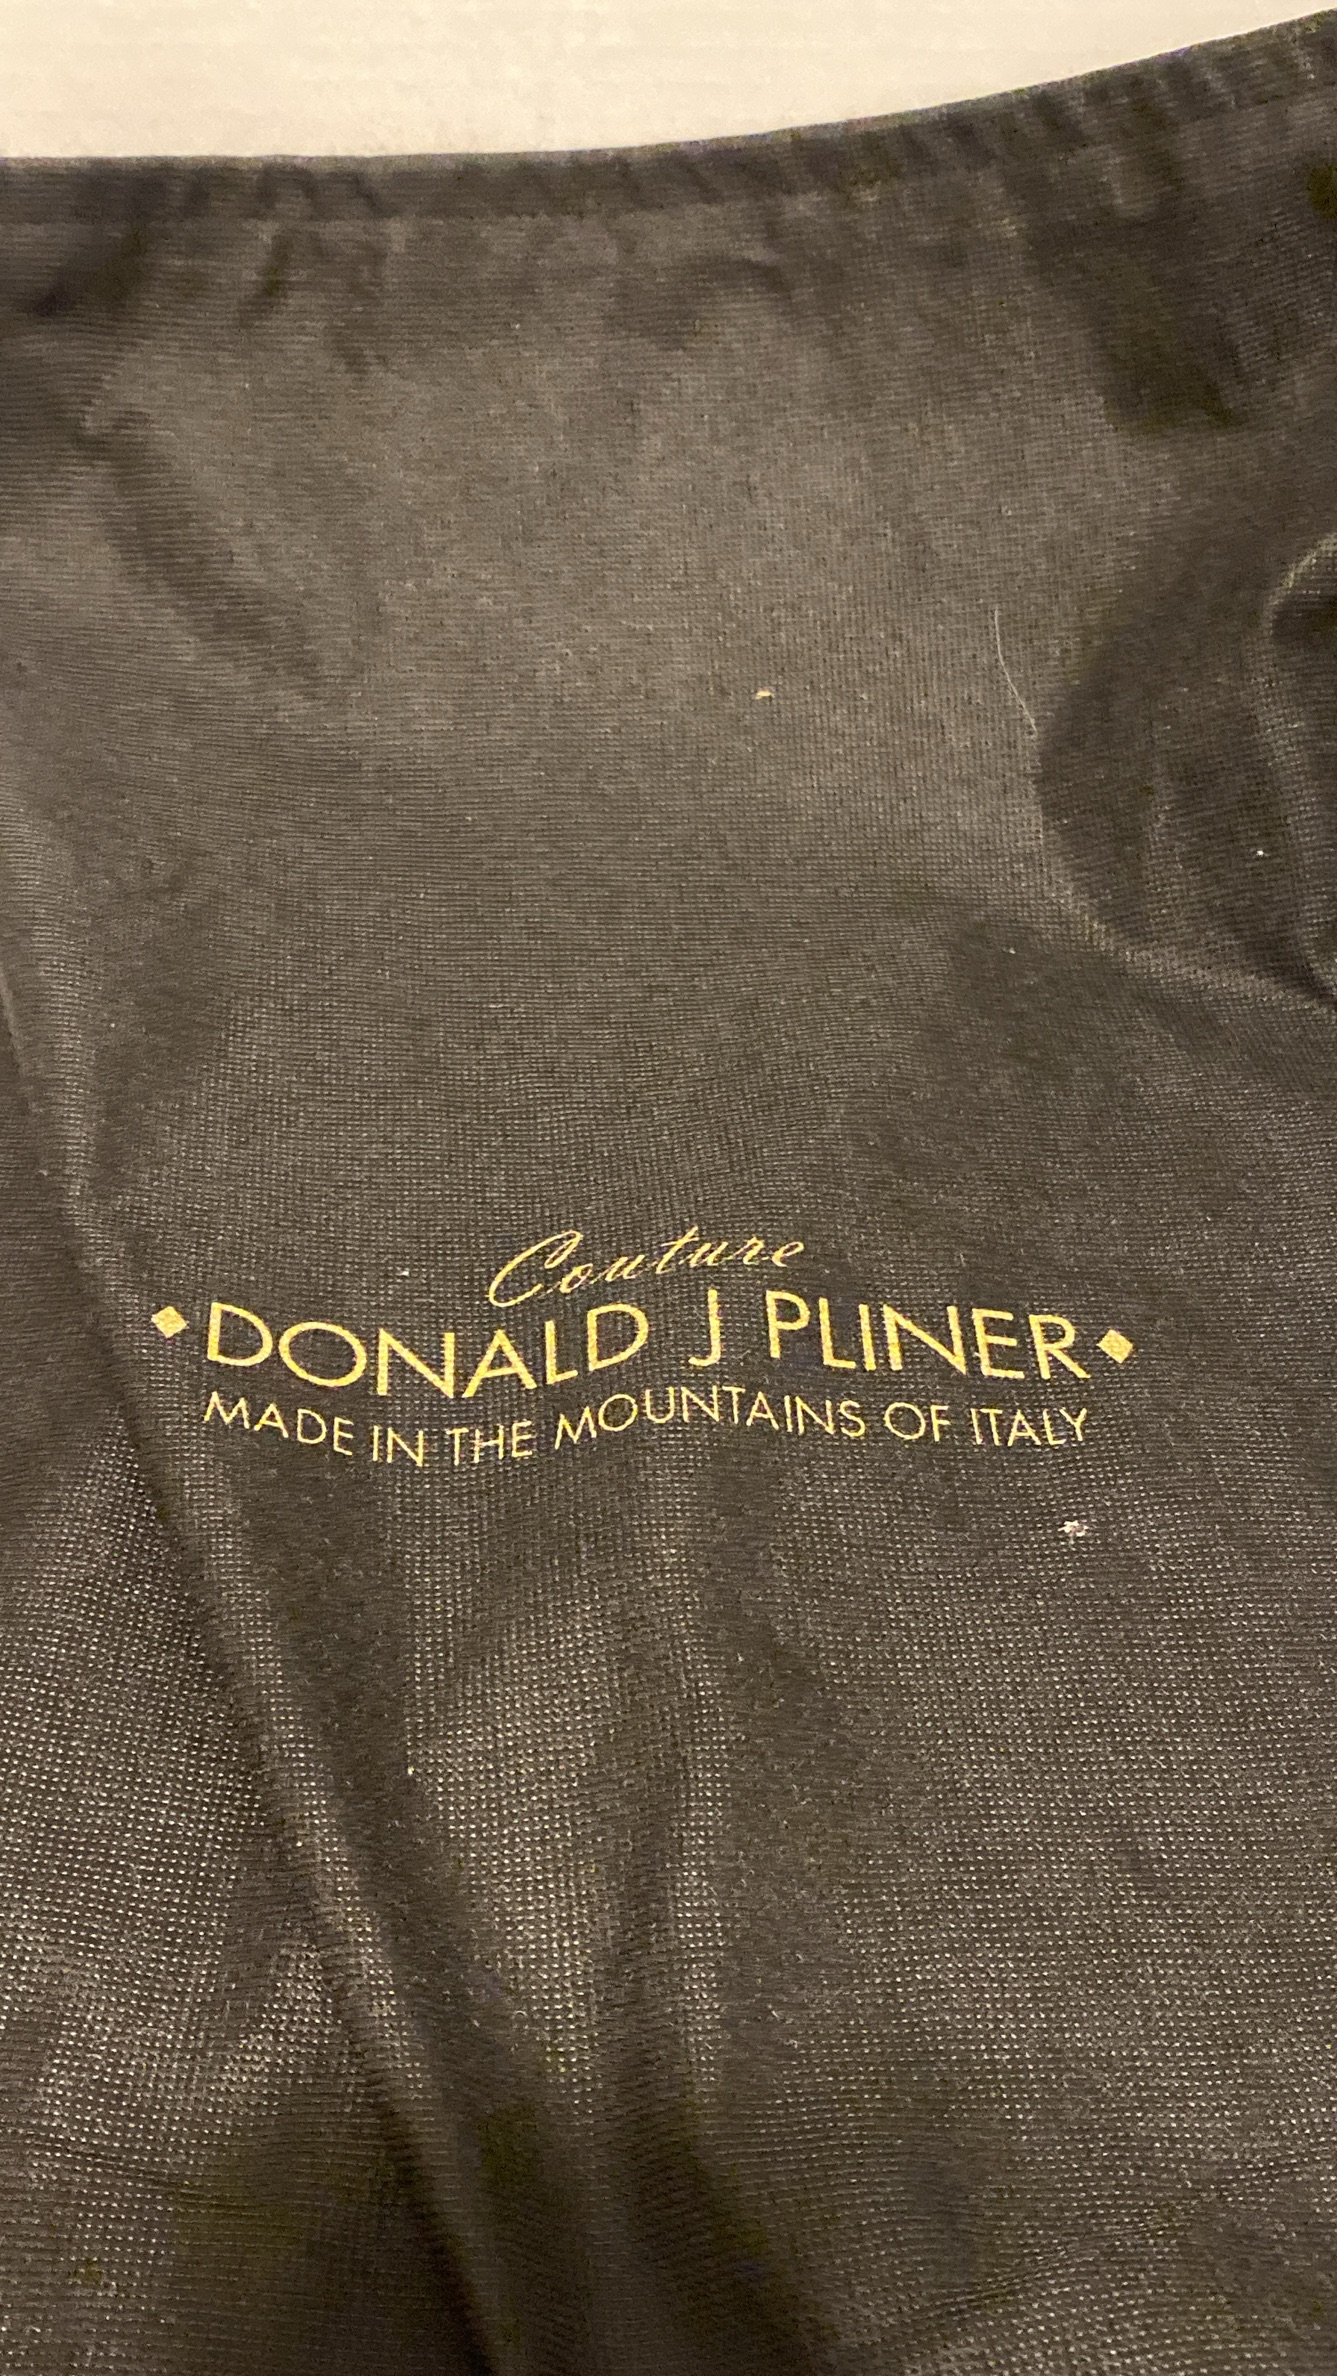 Couture
DONALD J PLINER
MADE IN THE MOUNTAINS OF ITALY